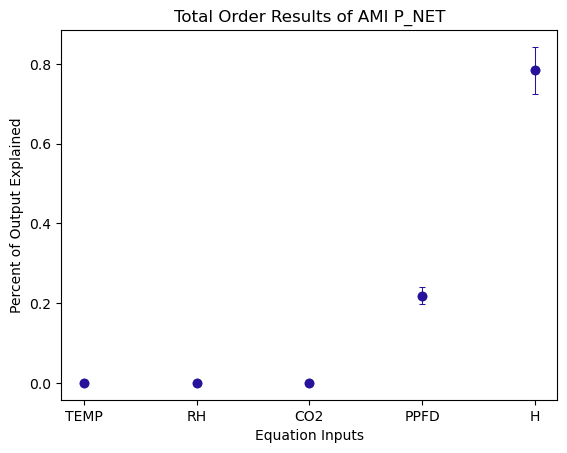 Total Order Results of AMI P_NET
Percent of Output Explained
0.8
0.6
0.4
0.2
0.0
TEMP RH CO2 PPFD H
Equation Inputs